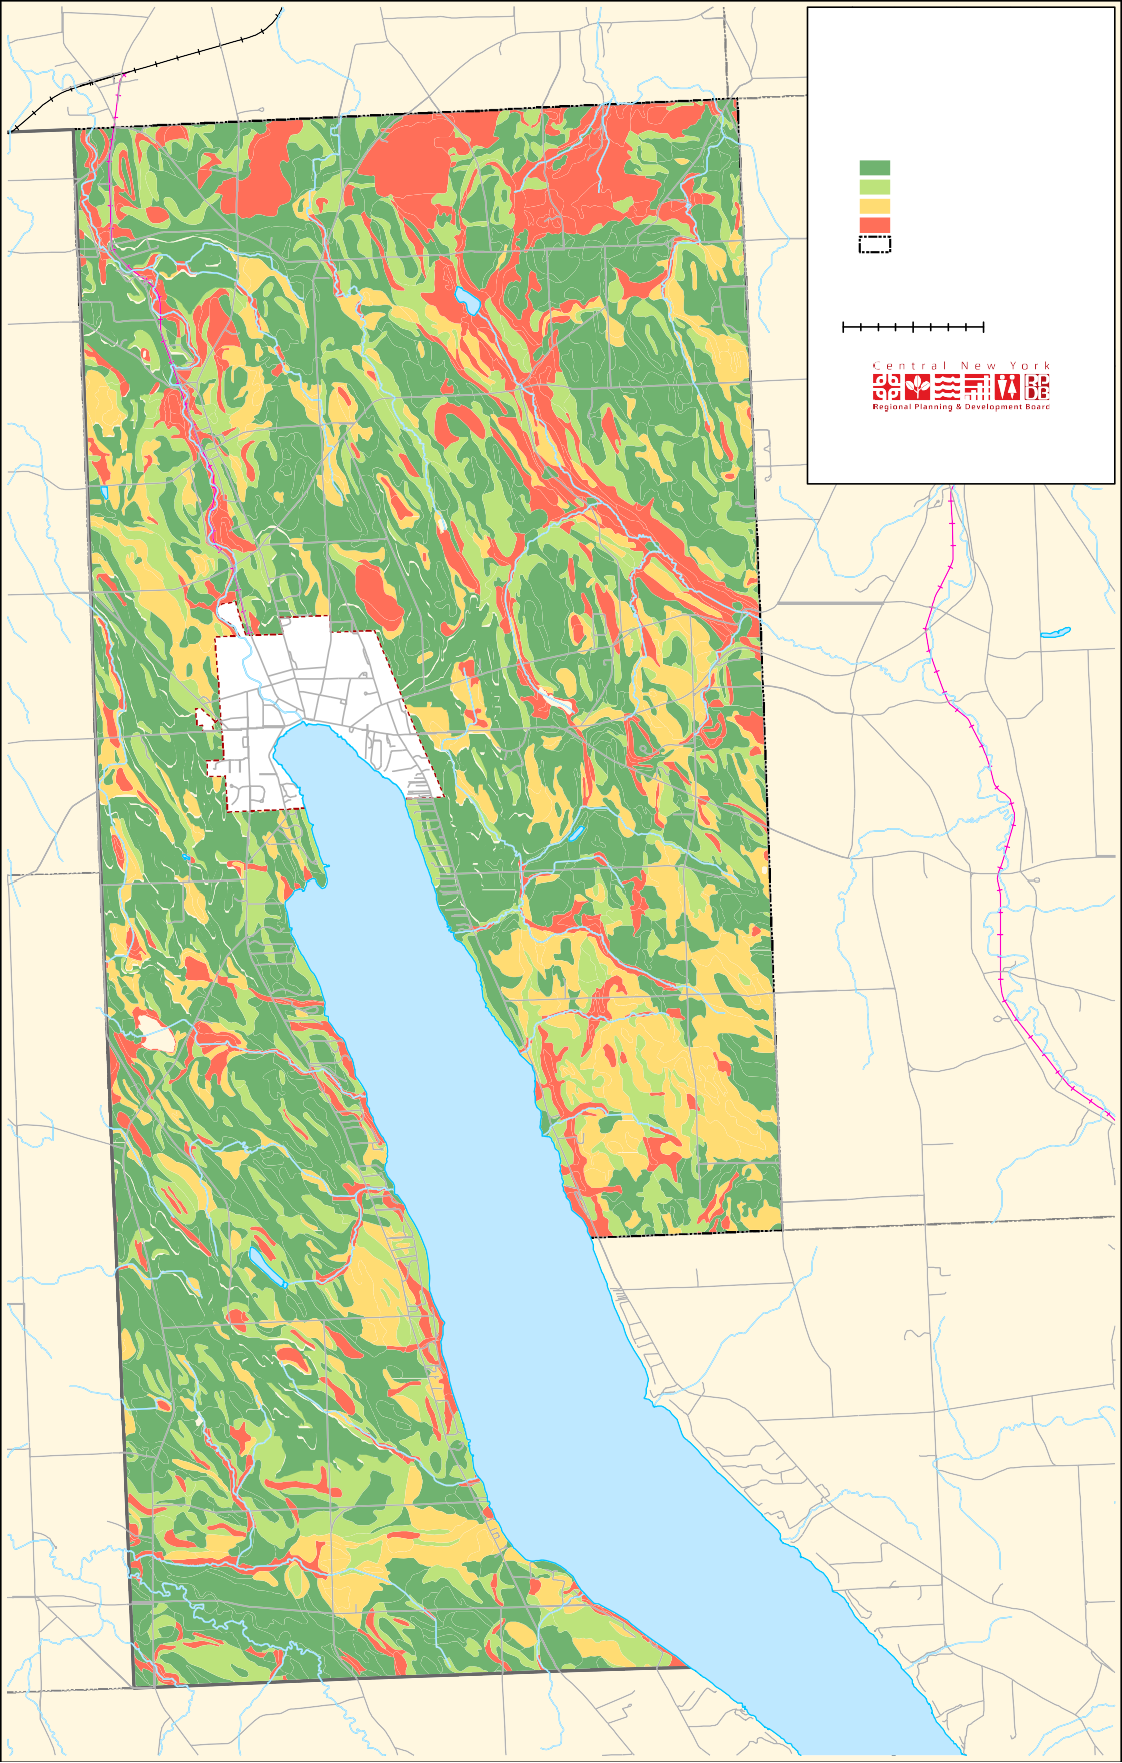 Central New York
Regional Planning & Development Board